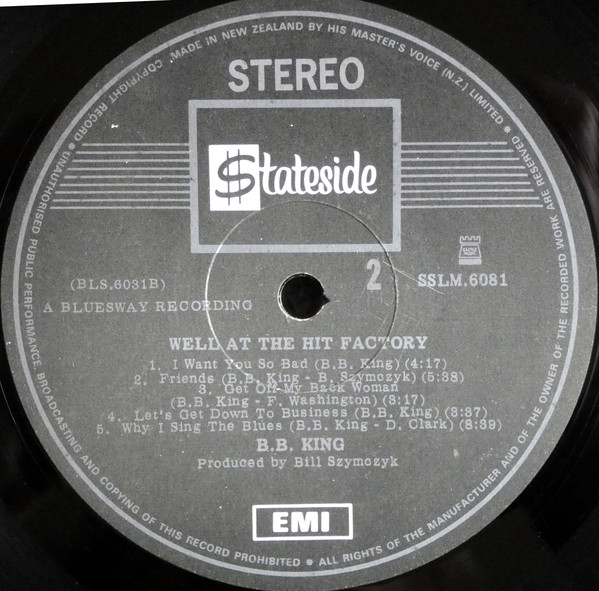 COPYRIGHT RECORD ● UNAUTHORISED PUBLIC PERFORMANCE, BROADCASTING AND COPYING OF THIS RECORD PROHIBITED ● ALL RIGHTS OF THE MANUFACTURER AND OF THE OWNER OF THE RECORDED WORK ARE RESERVED ● MADE IN NEW ZEALAND BY HIS MASTER'S VOICE (N.Z.) LIMITED ●
STEREO
$tateside
2
(BLS.6031B)
SSLM.6081
A BLUESWAY RECORDING
WELL AT THE HIT FACTORY
1. I Want You So Bad (B.B. King) (4:17)
2. Friends (B.B. King - B. Szymczyk) (5:38)
3. Get Off My Back Woman
(B.B. King - F. Washington) (3:17)
4. Let's Get Down To Business (B.B. King) (3:37)
5. Why I Sing The Blues (B.B. King - D. Clark) (8:39)
B.B. KING
Produced by Bill Szymczyk
EMI